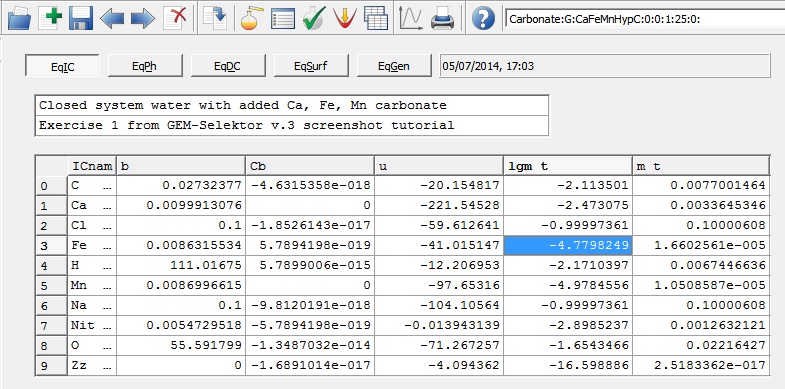 Carbonate:G:CaFeMnHypC:0:0:1:25:0:
EqIC EqPh EqDC EqSurf EqGen 05/07/2014, 17:03
Closed system water with added Ca, Fe, Mn carbonate
Exercise 1 from GEM-Selektor v.3 screenshot tutorial
ICnam b Cb u lgm t m t
0 C ... 0.02732377 -4.6315358e-018 -20.154817 -2.113501 0.0077001464
1 Ca ... 0.0099913076 0 -221.54528 -2.473075 0.0033645346
2 Cl ... 0.1 -1.8526143e-017 -59.612641 -0.99997361 0.10000608
3 Fe ... 0.0086315534 5.7894198e-019 -41.015147 -4.7798249 1.6602561e-005
4 H ... 111.01675 5.7899006e-015 -12.206953 -2.1710397 0.0067446636
5 Mn ... 0.0086996615 0 -97.65316 -4.9784556 1.0508587e-005
6 Na ... 0.1 -9.8120191e-018 -104.10564 -0.99997361 0.10000608
7 Nit ... 0.0054729518 -5.7894198e-019 -0.013943139 -2.8985237 0.0012632121
8 O ... 55.591799 -1.3487032e-014 -71.267257 -1.6543466 0.02216427
9 Zz ... 0 -1.6891014e-017 -4.094362 -16.598886 2.5183362e-017